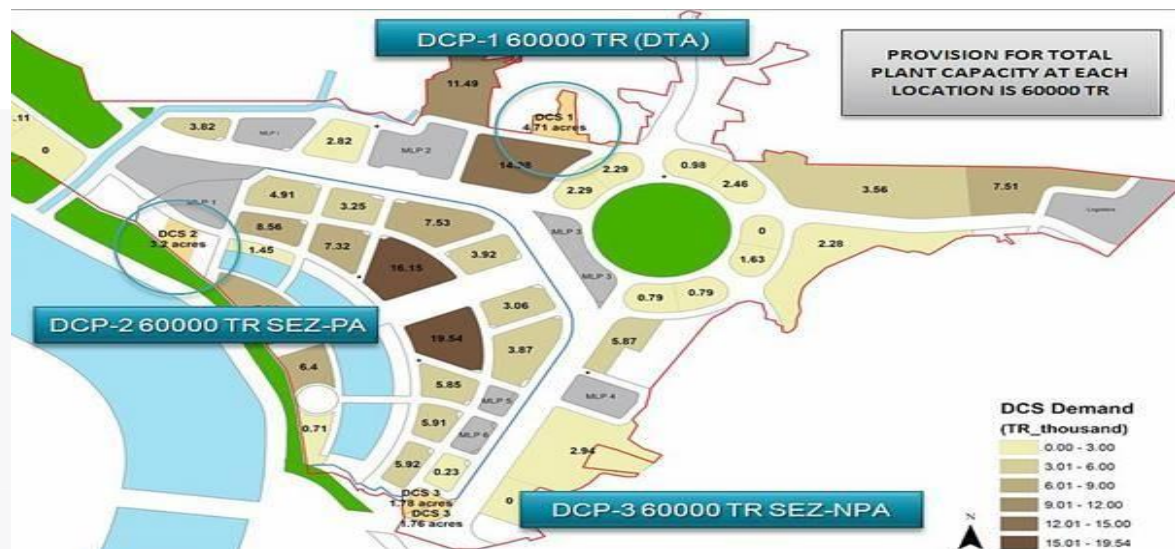 DCP-1 60000 TR (DTA)
PROVISION FOR TOTAL
PLANT CAPACITY AT EACH
LOCATION IS 60000 TR
11.49
DCS 1
4.71 acres
.11
0
3.82
MLP 1
2.82
MLP 2
2.29
2.29
0.98
2.46
3.56
7.51
Logistics
4.91
3.25
7.53
DCS 2
3.2 acres
8.56
7.32
1.45
16.15
3.92
MLP 3
MLP 3
0
1.63
2.28
0.79
0.79
DCP-2 60000 TR SEZ-PA
3.06
19.54
3.87
5.87
6.4
5.85
MLP 5
MLP 4
0.71
5.91
MLP 6
2.94
5.92
0.23
DCS 3
1.78 acres
DCS 3
1.76 acres
0
DCP-3 60000 TR SEZ-NPA
N
DCS Demand
(TR_thousand)
0.00 - 3.00
3.01 - 6.00
6.01 - 9.00
9.01 - 12.00
12.01 - 15.00
15.01 - 19.54